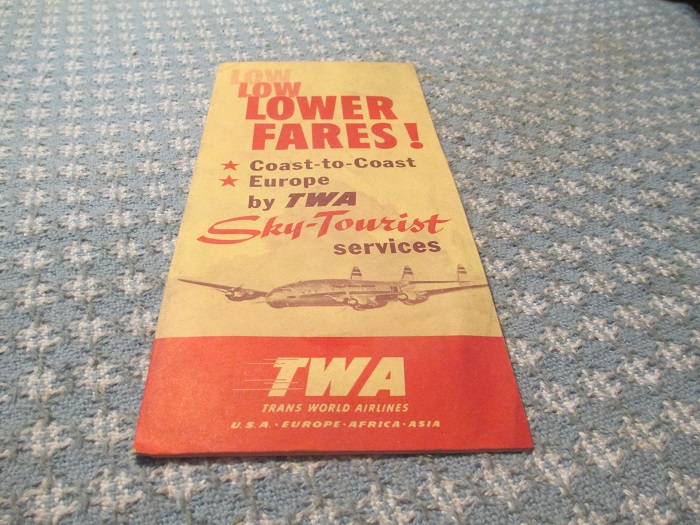 LOW
LOW
LOWER
FARES!
★ Coast-to-Coast
★ Europe
by TWA
Sky-Tourist
services
TWA
TRANS WORLD AIRLINES
U.S.A. · EUROPE · AFRICA · ASIA